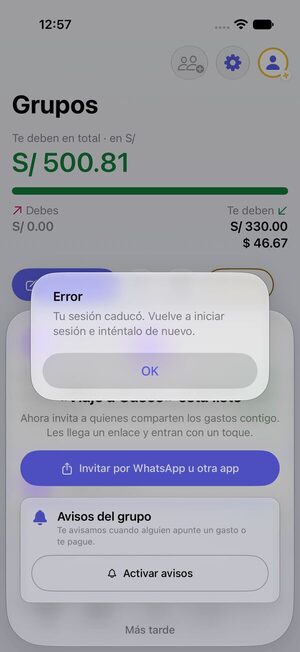 12:57
Grupos
Te deben en total · en S/
S/ 500.81
Debes
Te deben
S/ 0.00
S/ 330.00
$ 46.67
Error
Tu sesión caducó. Vuelve a iniciar
sesión e inténtalo de nuevo.
OK
Ahora invita a quienes comparten los gastos contigo.
Les llega un enlace y entran con un toque.
Invitar por WhatsApp u otra app
Avisos del grupo
Te avisamos cuando alguien apunte un gasto o
te pague.
Activar avisos
Más tarde